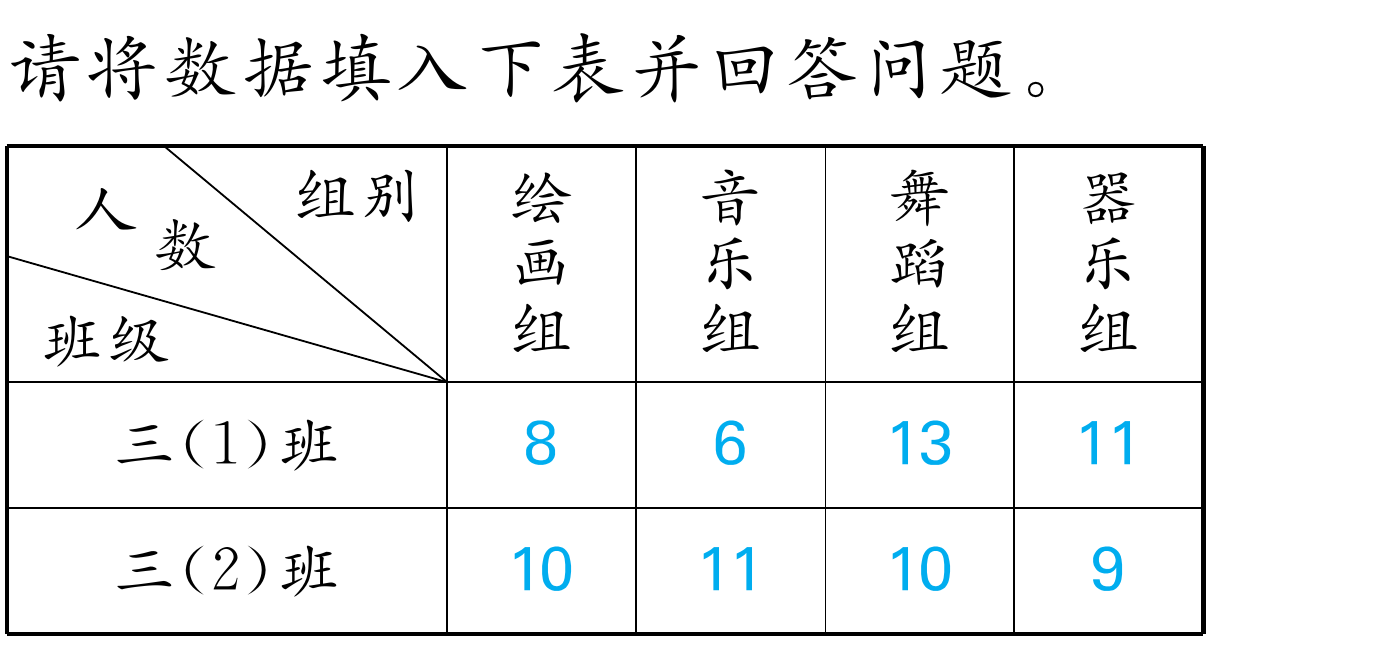 请将数据填入下表并回答问题。
人数 组别 班级 绘画组 音乐组 舞蹈组 器乐组
三(1)班 8 6 13 11
三(2)班 10 11 10 9